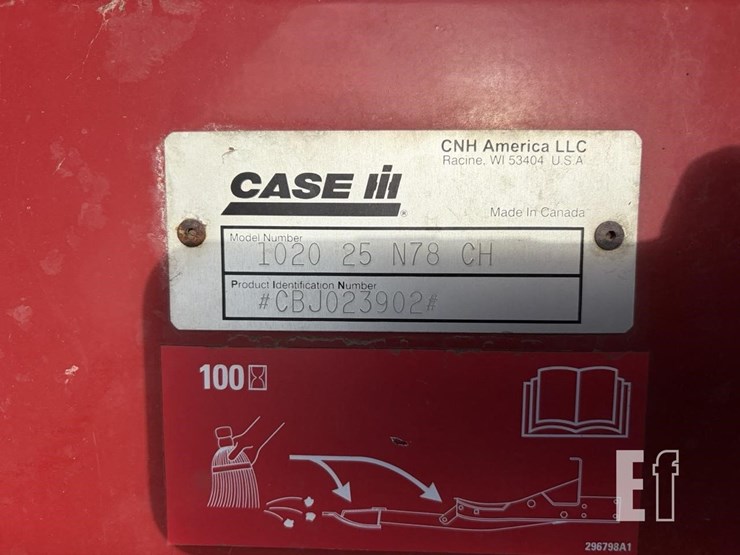 CNH America LLC
Racine, WI 53404 U.S.A
CASE IH
®
Made In Canada
Model Number
1020 25 N78 CH
Product Identification Number
#CBJ023902#
100
Ef
296798A1